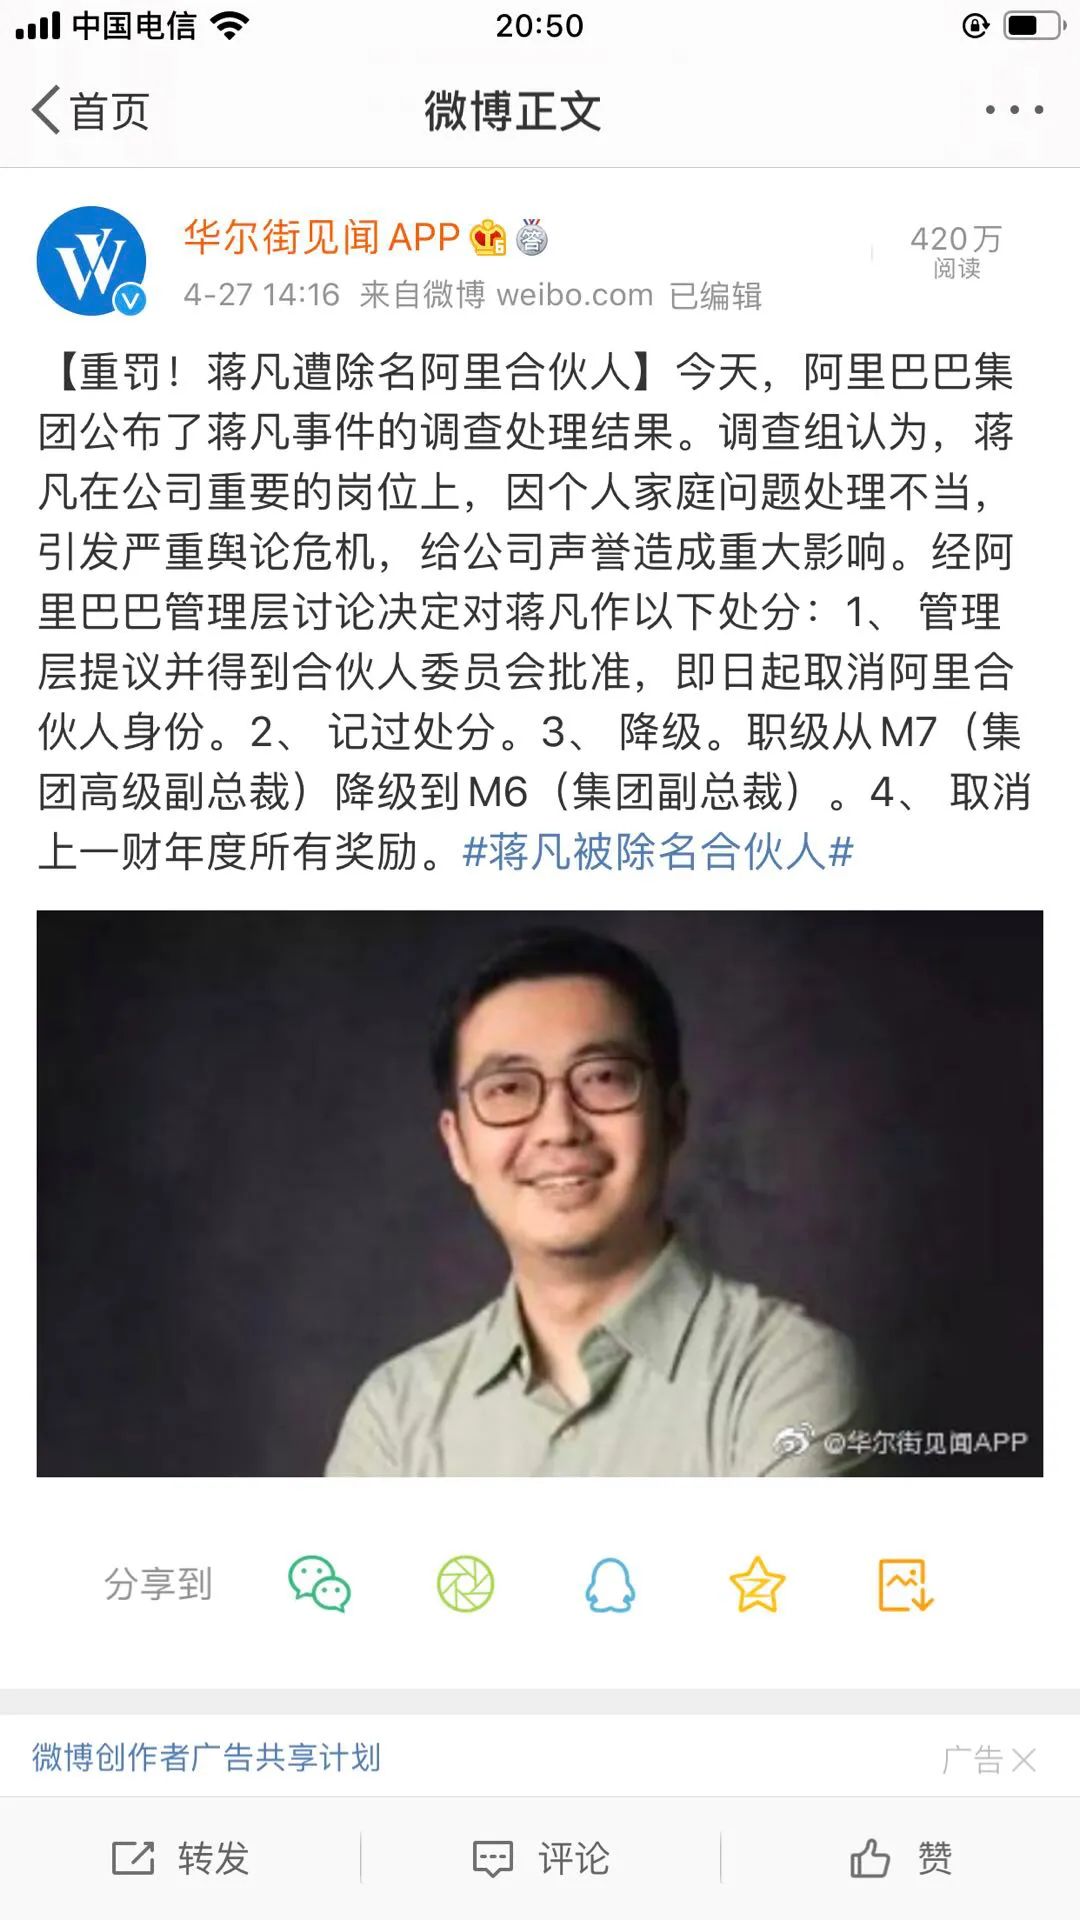 中国电信
20:50
首页
微博正文
华尔街见闻APP
420万
阅读
4-27 14:16 来自微博 weibo.com 已编辑
【重罚！蒋凡遭除名阿里合伙人】今天，阿里巴巴集
团公布了蒋凡事件的调查处理结果。调查组认为，蒋
凡在公司重要的岗位上，因个人家庭问题处理不当，
引发严重舆论危机，给公司声誉造成重大影响。经阿
里巴巴管理层讨论决定对蒋凡作以下处分：1、 管理
层提议并得到合伙人委员会批准，即日起取消阿里合
伙人身份。2、 记过处分。3、 降级。职级从M7（集
团高级副总裁）降级到M6（集团副总裁）。4、 取消
上一财年度所有奖励。#蒋凡被除名合伙人#
@华尔街见闻APP
分享到
微博创作者广告共享计划
广告
转发
评论
赞